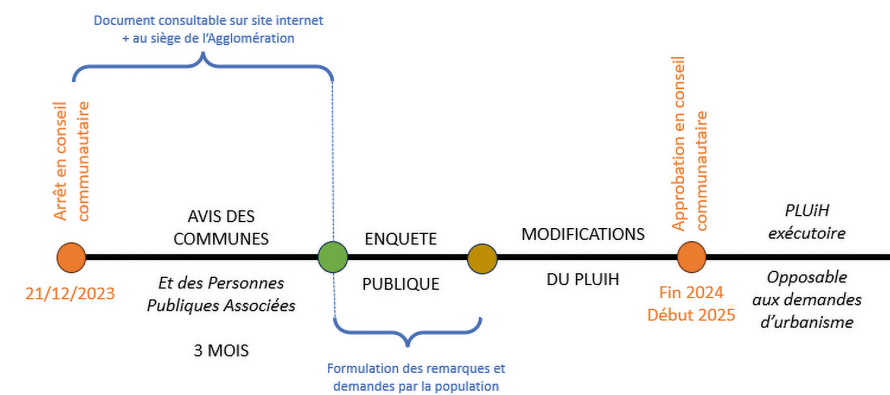 Document consultable sur site internet
+ au siège de l'Agglomération
Arrêt en conseil
communautaire
21/12/2023
AVIS DES
COMMUNES
Et des Personnes
Publiques Associées
3 MOIS
ENQUETE
PUBLIQUE
Formulation des remarques et
demandes par la population
MODIFICATIONS
DU PLUIH
Approbation en conseil
communautaire
Fin 2024
Début 2025
PLUiH
exécutoire
Opposable
aux demandes
d'urbanisme